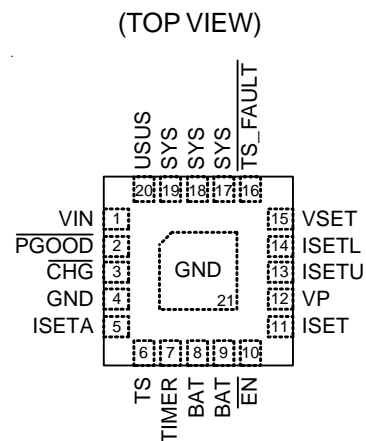 (TOP VIEW)
USUS
SYS
SYS
SYS
TS_FAULT
20 19 18 17 16
VIN 1
PGOOD 2
CHG 3
GND 4
ISETA 5
GND
21
15 VSET
14 ISETL
13 ISETU
12 VP
11 ISET
6 7 8 9 10
TS
TIMER
BAT
BAT
EN